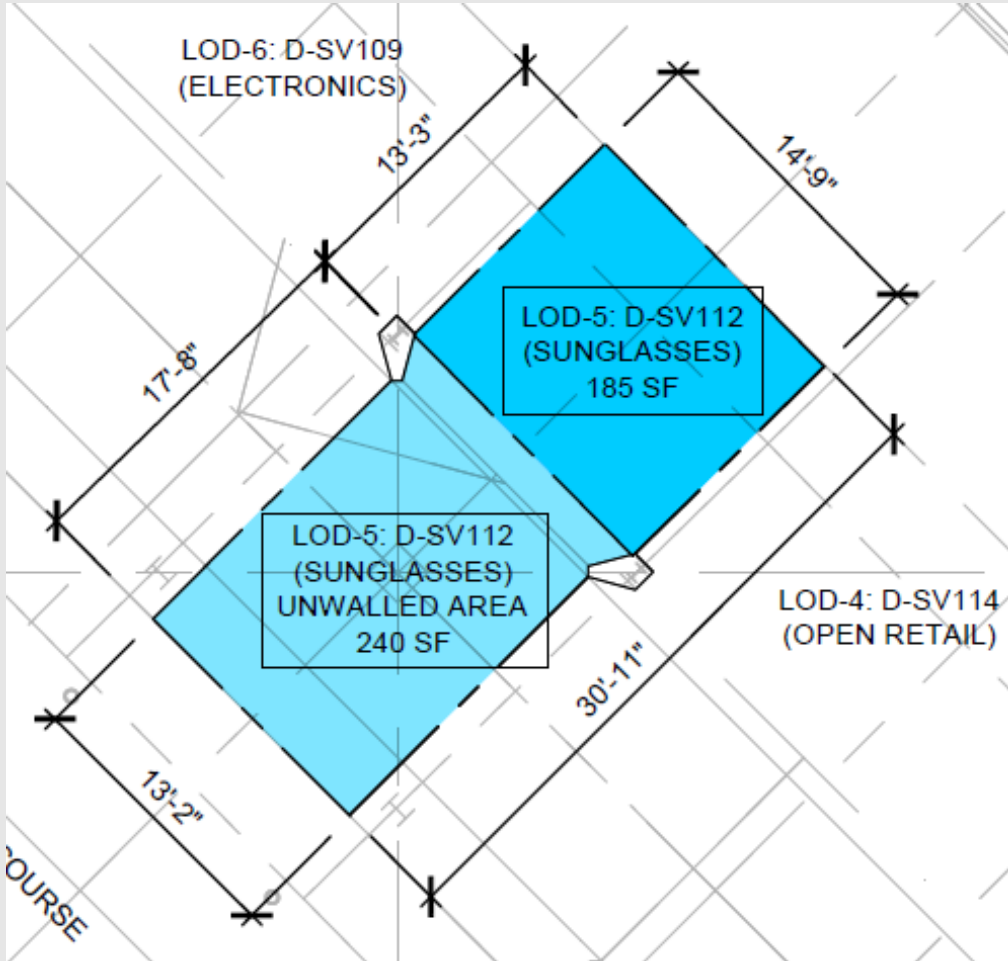 LOD-6: D-SV109
(ELECTRONICS)
13'-3"
14'-9"
17'-8"
LOD-5: D-SV112
(SUNGLASSES)
185 SF
LOD-5: D-SV112
(SUNGLASSES)
UNWALLED AREA
240 SF
LOD-4: D-SV114
(OPEN RETAIL)
30'-11"
13'-2"
COURSE